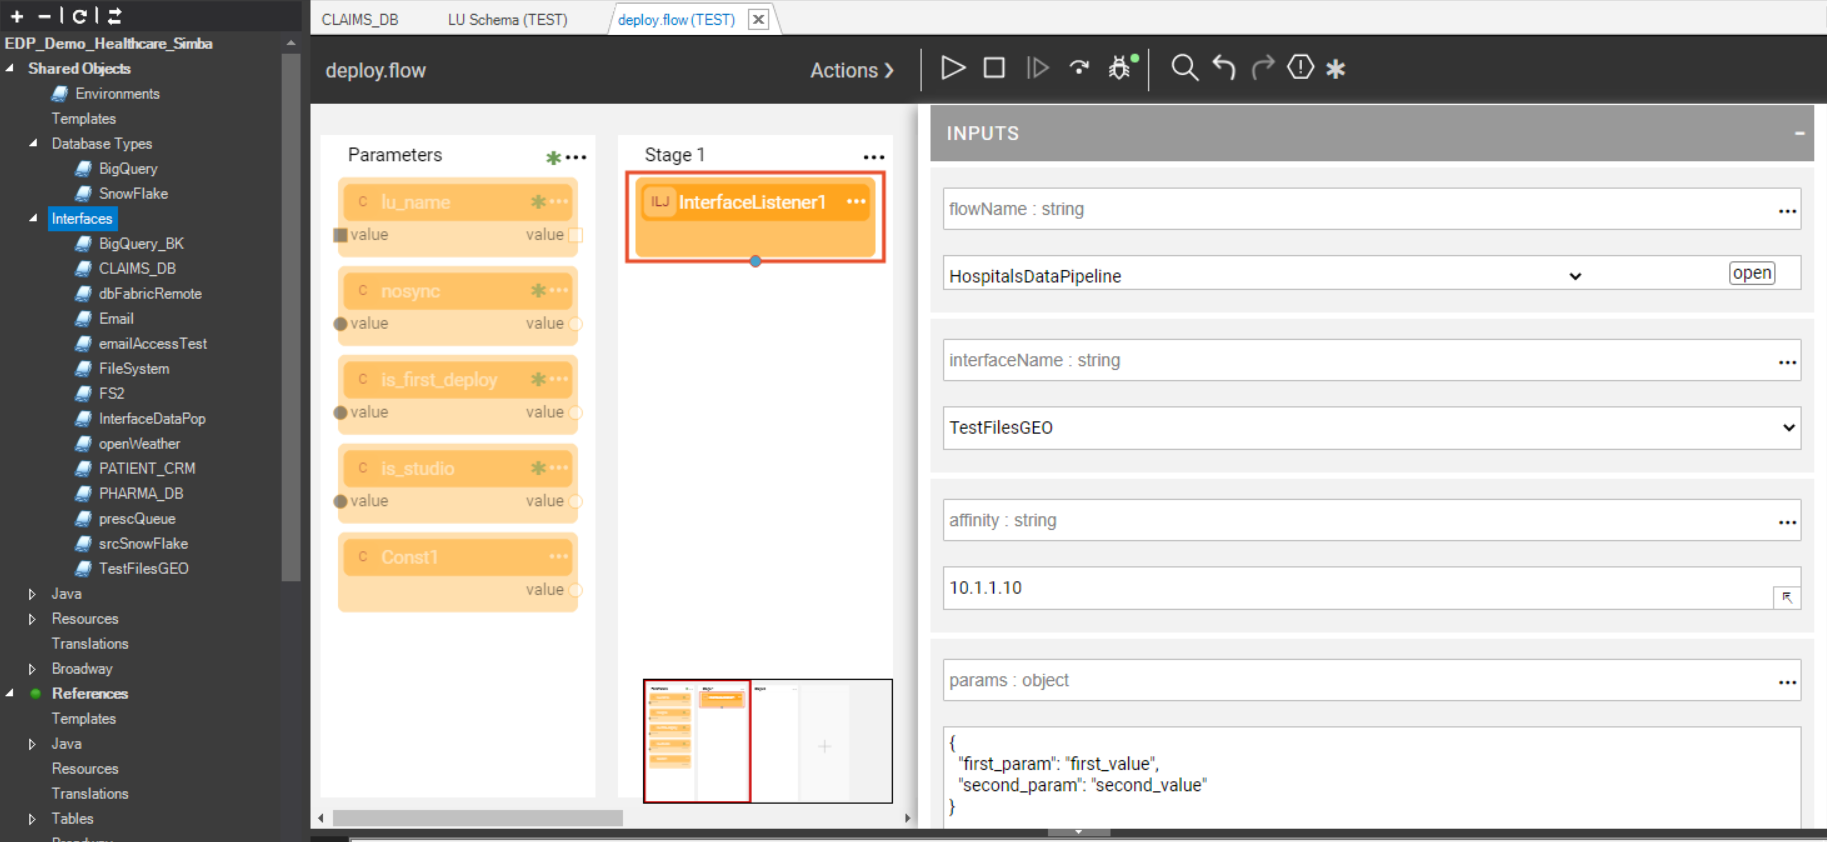 EDP_Demo_Healthcare_Simba
Shared Objects
Environments
Templates
Database Types
BigQuery
SnowFlake
Interfaces
BigQuery_BK
CLAIMS_DB
dbFabricRemote
Email
emailAccessTest
FileSystem
FS2
InterfaceDataPop
openWeather
PATIENT_CRM
PHARMA_DB
prescQueue
srcSnowFlake
TestFilesGEO
Java
Resources
Translations
Broadway
References
Templates
Java
Resources
Translations
Tables
CLAIMS_DB LU Schema (TEST) deploy.flow (TEST)
deploy.flow Actions
Parameters
C lu_name
value value
C nosync
value value
C is_first_deploy
value value
C is_studio
value value
C Const1
value
Stage 1
ILJ InterfaceListener1
INPUTS
flowName : string
HospitalsDataPipeline open
interfaceName : string
TestFilesGEO
affinity : string
10.1.1.10
params : object
{
"first_param": "first_value",
"second_param": "second_value"
}